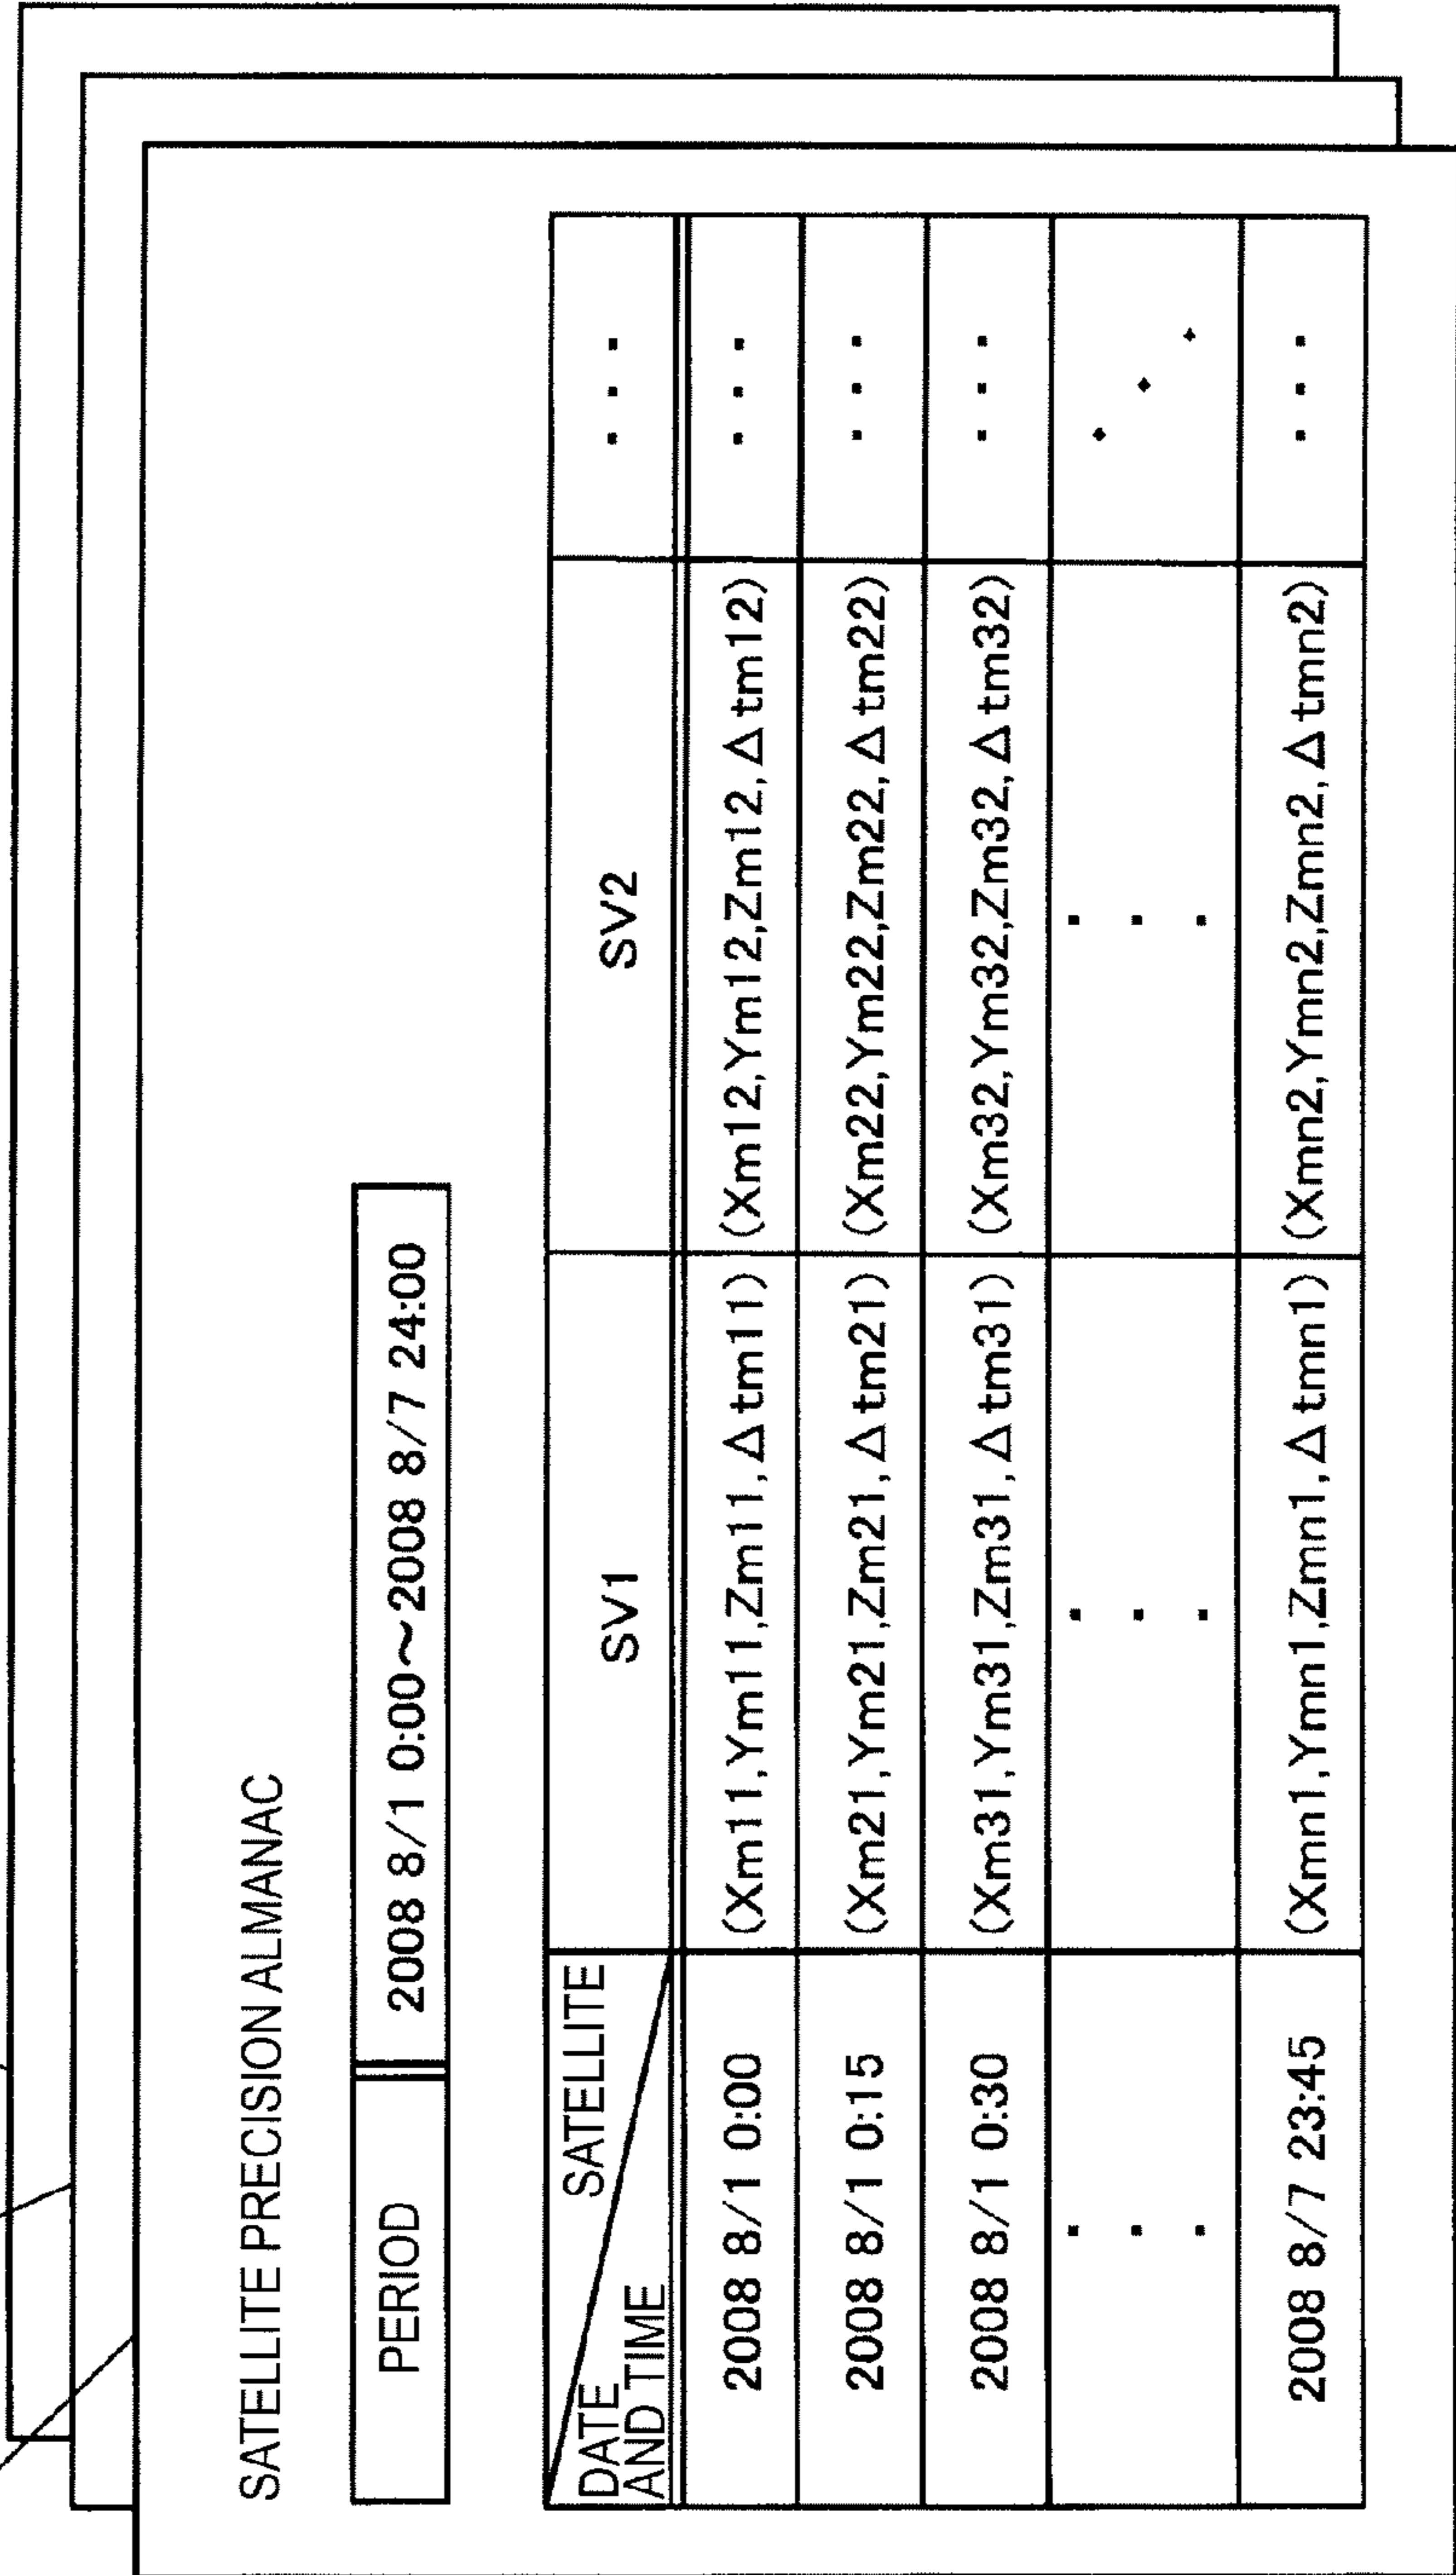 SATELLITE PRECISION ALMANAC
PERIOD 2008 8/1 0:00～2008 8/7 24:00
DATE AND TIME SATELLITE SV1 SV2 ・・・
2008 8/1 0:00 (Xm11,Ym11,Zm11,Δtm11) (Xm12,Ym12,Zm12,Δtm12) ・・・
2008 8/1 0:15 (Xm21,Ym21,Zm21,Δtm21) (Xm22,Ym22,Zm22,Δtm22) ・・・
2008 8/1 0:30 (Xm31,Ym31,Zm31,Δtm31) (Xm32,Ym32,Zm32,Δtm32) ・・・
2008 8/7 23:45 (Xmn1,Ymn1,Zmn1,Δtmn1) (Xmn2,Ymn2,Zmn2,Δtmn2) ・・・